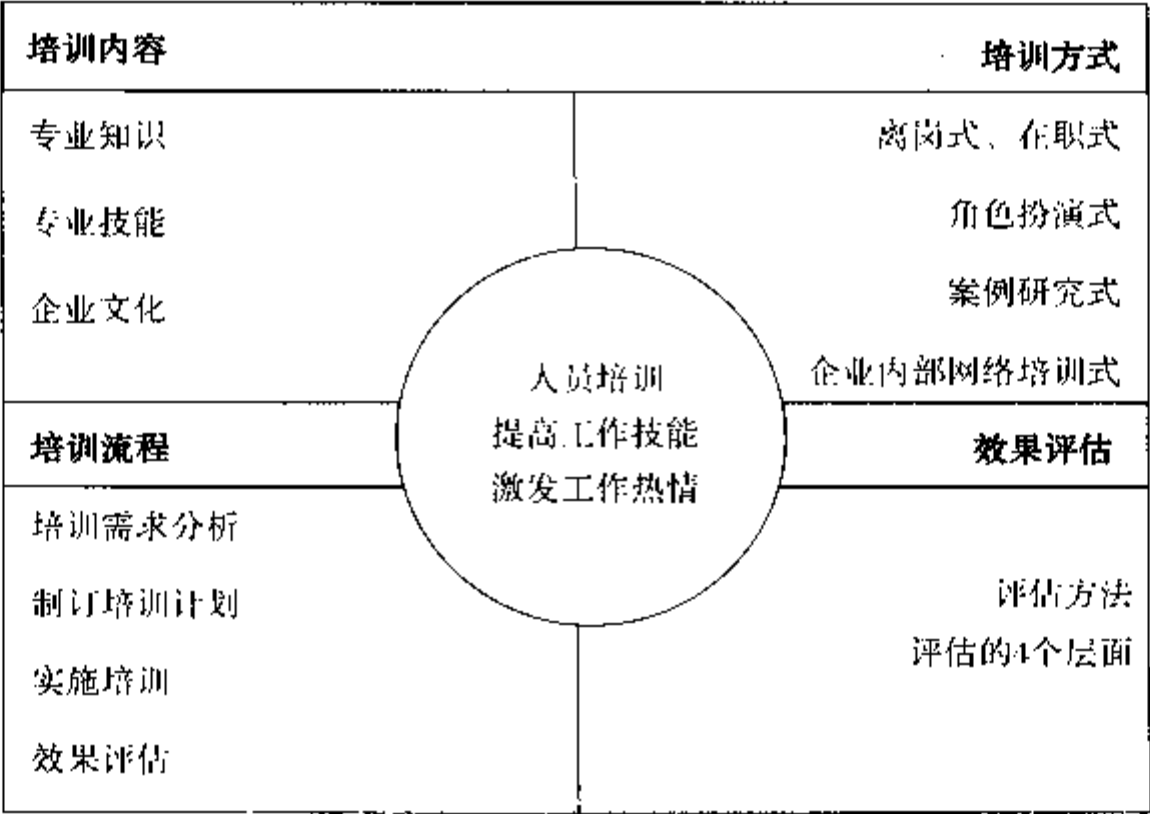 培训内容
培训方式
专业知识
专业技能
企业文化
离岗式、在职式
角色扮演式
案例研究式
企业内部网络培训式
人员培训
提高工作技能
激发工作热情
培训流程
效果评估
培训需求分析
制订培训计划
实施培训
效果评估
评估方法
评估的4个层面